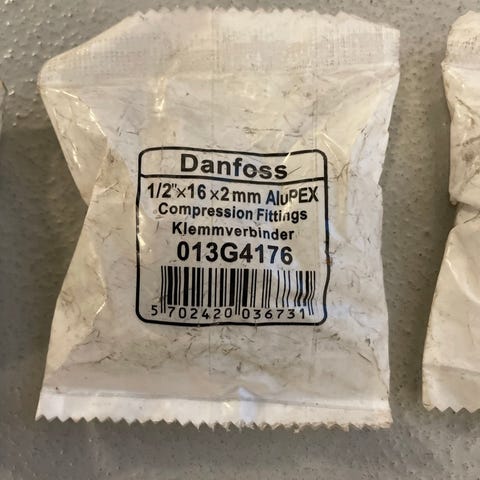 Danfoss
1/2"×16×2mm AluPEX
Compression Fittings
Klemmverbinder
013G4176
5 702420 036731